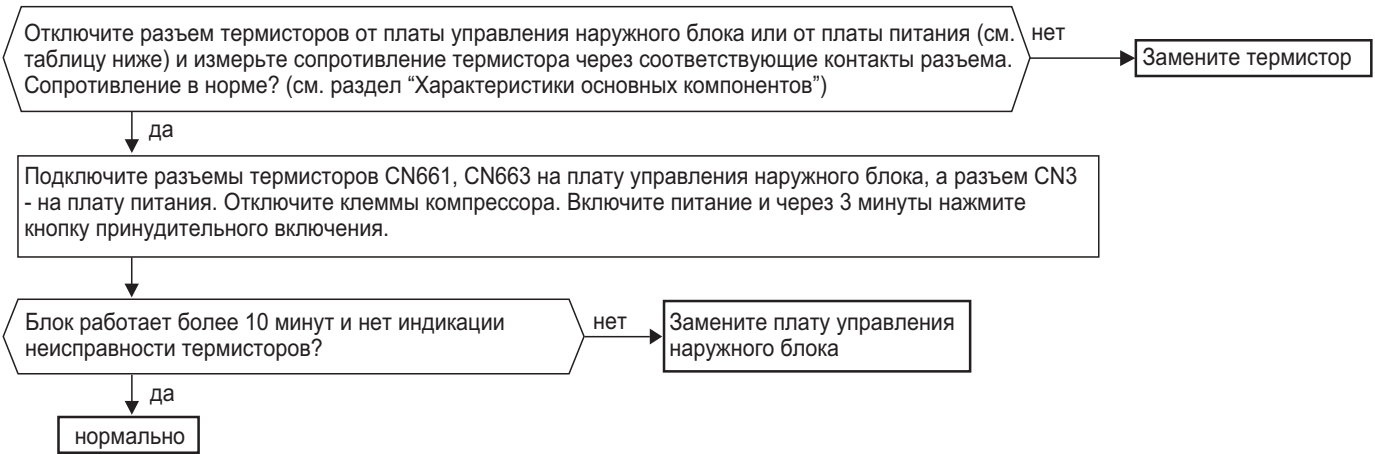 Отключите разъем термисторов от платы управления наружного блока или от платы питания (см.
таблицу ниже) и измерьте сопротивление термистора через соответствующие контакты разъема.
Сопротивление в норме? (см. раздел “Характеристики основных компонентов”)
нет
Замените термистор
да
Подключите разъемы термисторов CN661, CN663 на плату управления наружного блока, а разъем CN3
- на плату питания. Отключите клеммы компрессора. Включите питание и через 3 минуты нажмите
кнопку принудительного включения.
Блок работает более 10 минут и нет индикации
неисправности термисторов?
нет
Замените плату управления
наружного блока
да
нормально